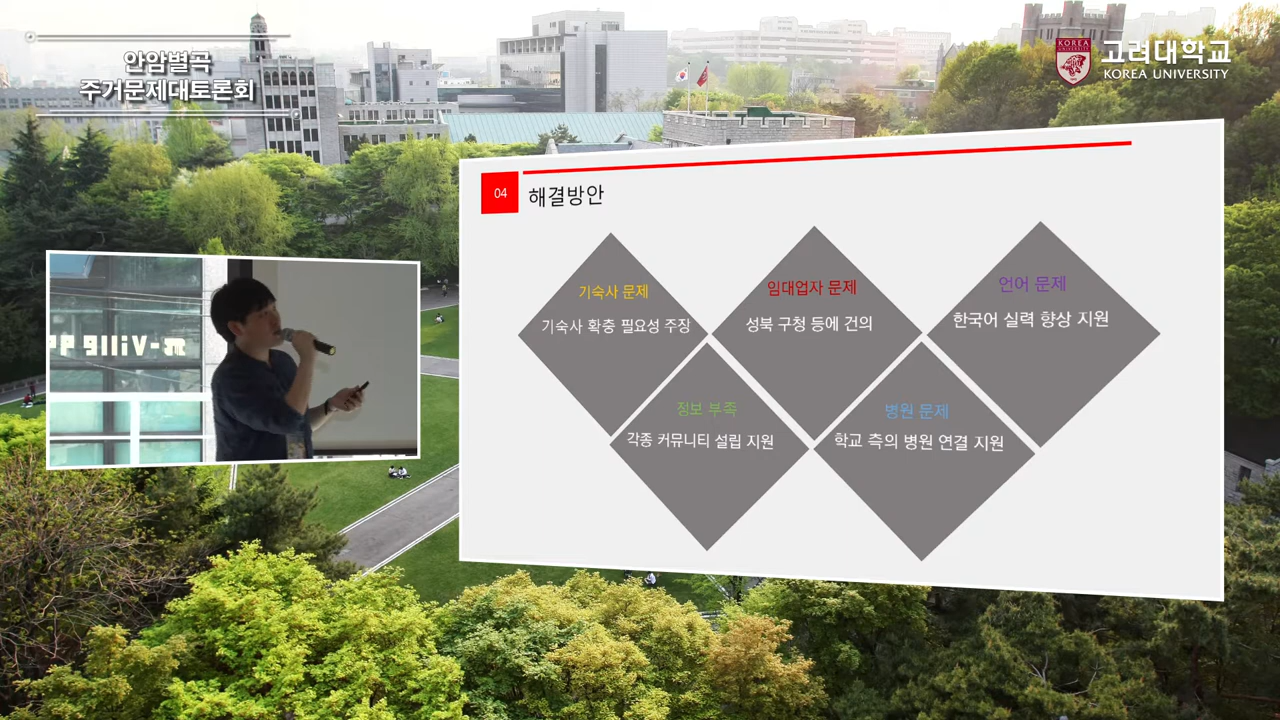 안암별곡
주거문제대토론회
KOREA
UNIVERSITY
고려대학교
KOREA UNIVERSITY
04
해결방안
기숙사 문제
기숙사 확충 필요성 주장
임대업자 문제
성북 구청 등에 건의
언어 문제
한국어 실력 향상 지원
정보 부족
각종 커뮤니티 설립 지원
병원 문제
학교 측의 병원 연결 지원